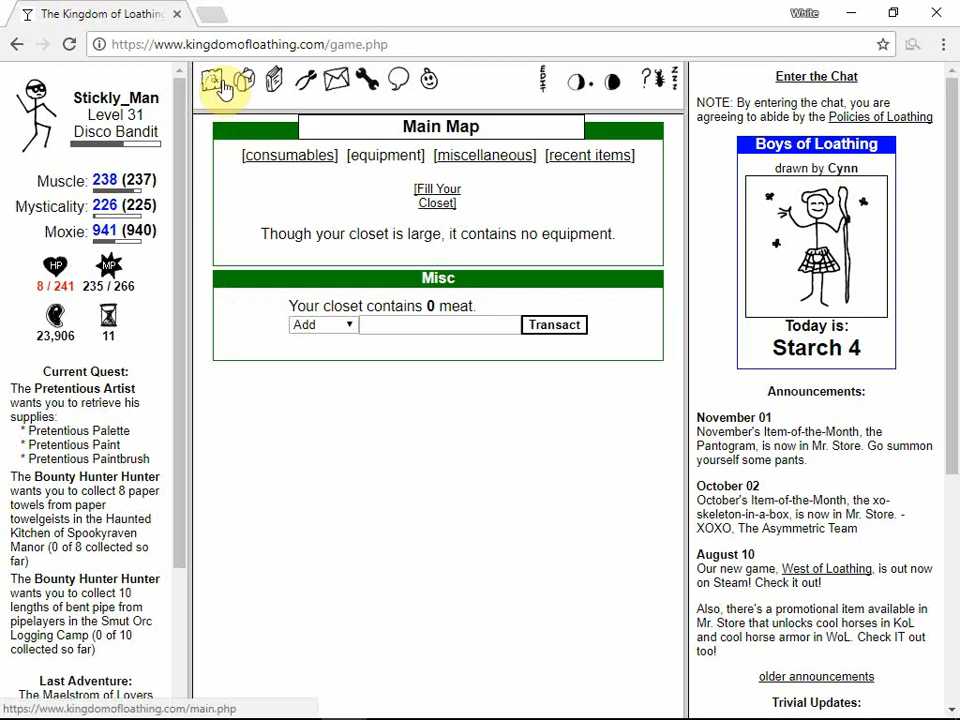 The Kingdom of Loathin
White
https://www.kingdomofloathing.com/game.php
Stickly_Man
Level 31
Disco Bandit
Muscle: 238 (237)
Mysticality: 226 (225)
Moxie: 941 (940)
HP
MP
8 / 241
235 / 266
23,906
11
Current Quest:
The Pretentious Artist
wants you to retrieve his
supplies:
* Pretentious Palette
* Pretentious Paint
* Pretentious Paintbrush
The Bounty Hunter Hunter
wants you to collect 8 paper
towels from paper
towelgeists in the Haunted
Kitchen of Spookyraven
Manor (0 of 8 collected so
far)
The Bounty Hunter Hunter
wants you to collect 10
lengths of bent pipe from
pipelayers in the Smut Orc
Logging Camp (0 of 10
collected so far)
Last Adventure:
The Maelstrom of Lovers
https://www.kingdomofloathing.com/main.php
EDIT
?
Z
Z
Z
Main Map
[consumables] [equipment] [miscellaneous] [recent items]
[Fill Your
Closet]
Though your closet is large, it contains no equipment.
Misc
Your closet contains 0 meat.
Add
Transact
Enter the Chat
NOTE: By entering the chat, you are
agreeing to abide by the Policies of Loathing
Boys of Loathing
drawn by Cynn
Today is:
Starch 4
Announcements:
November 01
November's Item-of-the-Month, the
Pantogram, is now in Mr. Store. Go summon
yourself some pants.
October 02
October's Item-of-the-Month, the xo-
skeleton-in-a-box, is now in Mr. Store. -
XOXO, The Asymmetric Team
August 10
Our new game, West of Loathing, is out now
on Steam! Check it out!
Also, there's a promotional item available in
Mr. Store that unlocks cool horses in KoL
and cool horse armor in WoL. Check IT out
too!
older announcements
Trivial Updates: